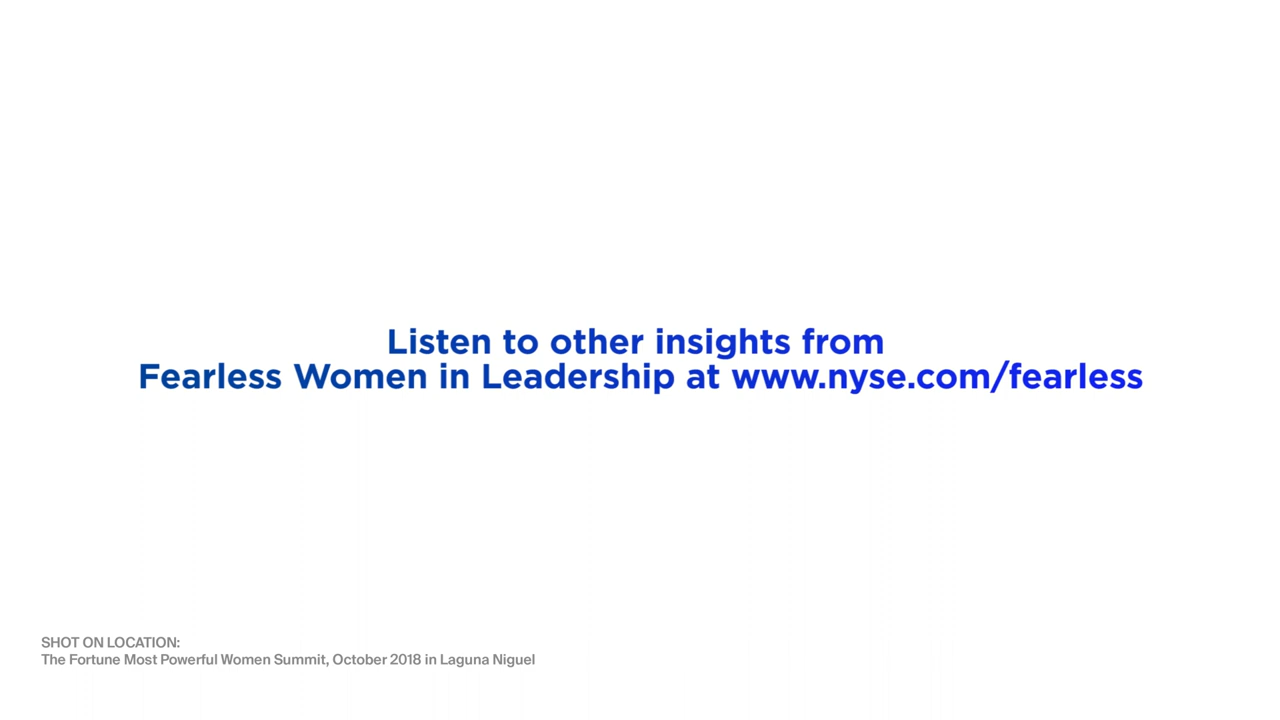 Listen to other insights from
Fearless Women in Leadership at www.nyse.com/fearless
SHOT ON LOCATION:
The Fortune Most Powerful Women Summit, October 2018 in Laguna Niguel